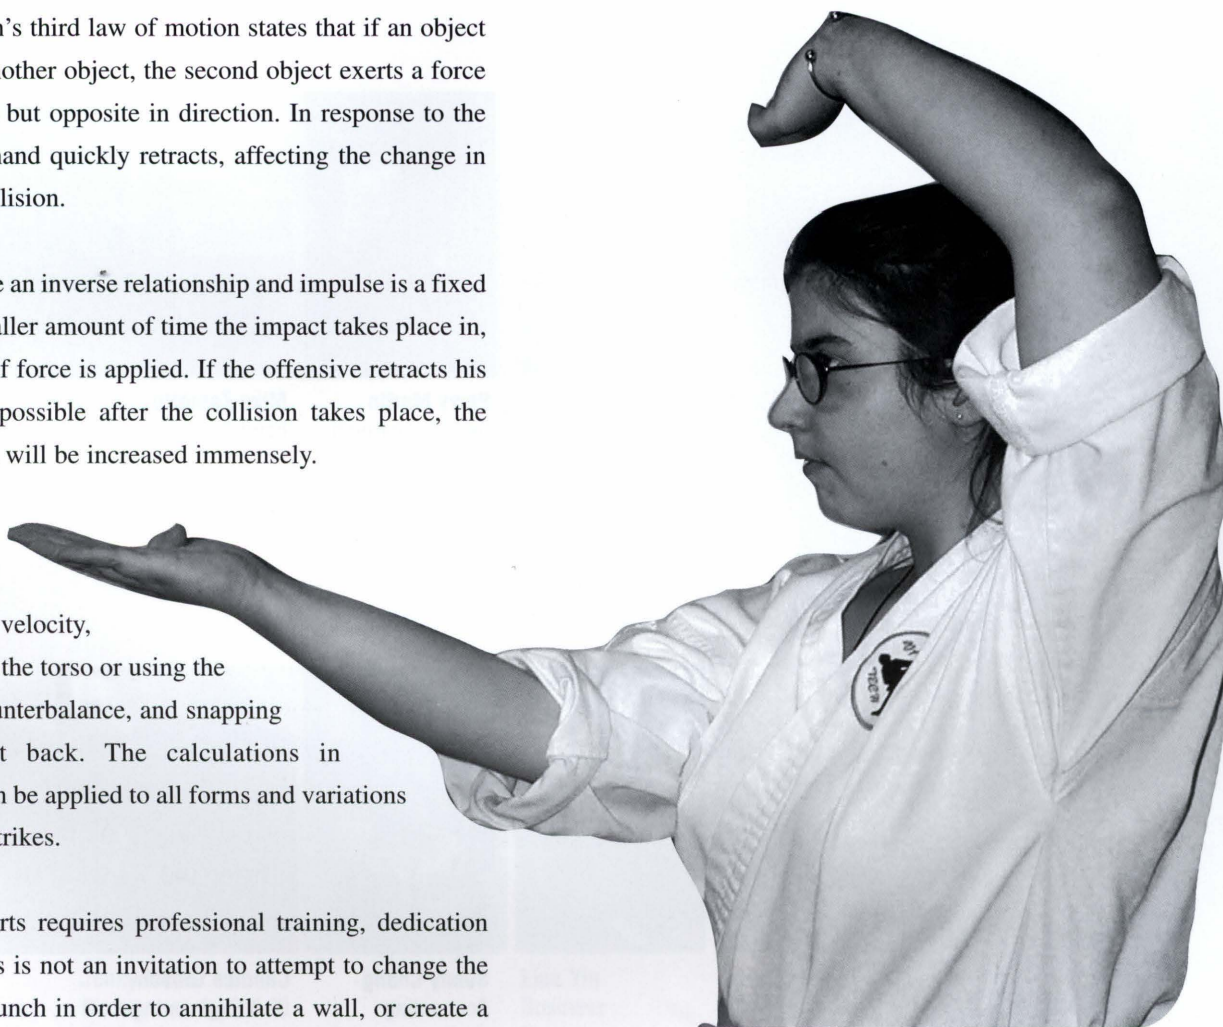 n's third law of motion states that if an object
nother object, the second object exerts a force
but opposite in direction. In response to the
hand quickly retracts, affecting the change in
lision.
e an inverse relationship and impulse is a fixed
aller amount of time the impact takes place in,
f force is applied. If the offensive retracts his
possible after the collision takes place, the
will be increased immensely.
velocity,
the torso or using the
unterbalance, and snapping
t back. The calculations in
n be applied to all forms and variations
trikes.
rts requires professional training, dedication
s is not an invitation to attempt to change the
unch in order to annihilate a wall, or create a